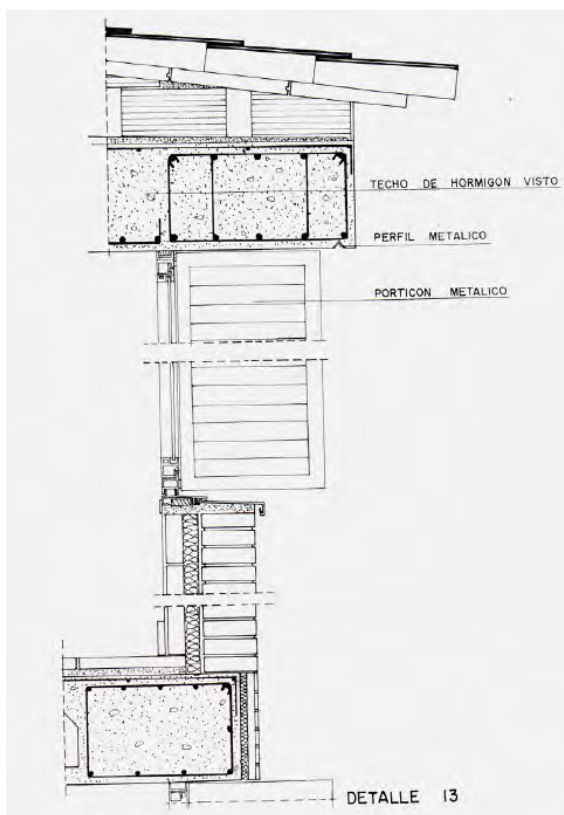 TECHO DE HORMIGON VISTO
PERFIL METALICO
PORTICON METALICO
DETALLE 13